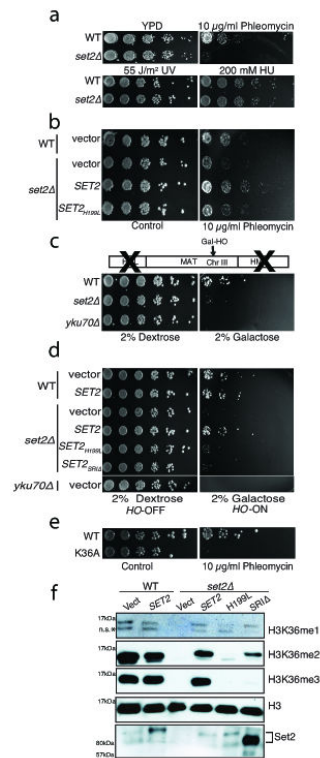 a
YPD
10 µg/ml Phleomycin
WT
set2Δ
55 J/m² UV
200 mM HU
WT
set2Δ
b
WT
vector
set2Δ
vector
SET2
SET2H199L
Control
10 µg/ml Phleomycin
c
Gal-HO
MAT
Chr III
WT
set2Δ
yku70Δ
2% Dextrose
2% Galactose
d
WT
vector
SET2
set2Δ
vector
SET2
SET2H199L
SET2SRIΔ
yku70Δ
vector
2% Dextrose
2% Galactose
HO-OFF
HO-ON
e
WT
K36A
Control
10 µg/ml Phleomycin
f
WT
set2Δ
Vect
SET2
Vect
SET2
H199L
SRIΔ
17kDa
n.s.
H3K36me1
17kDa
H3K36me2
17kDa
H3K36me3
17kDa
H3
Set2
80kDa